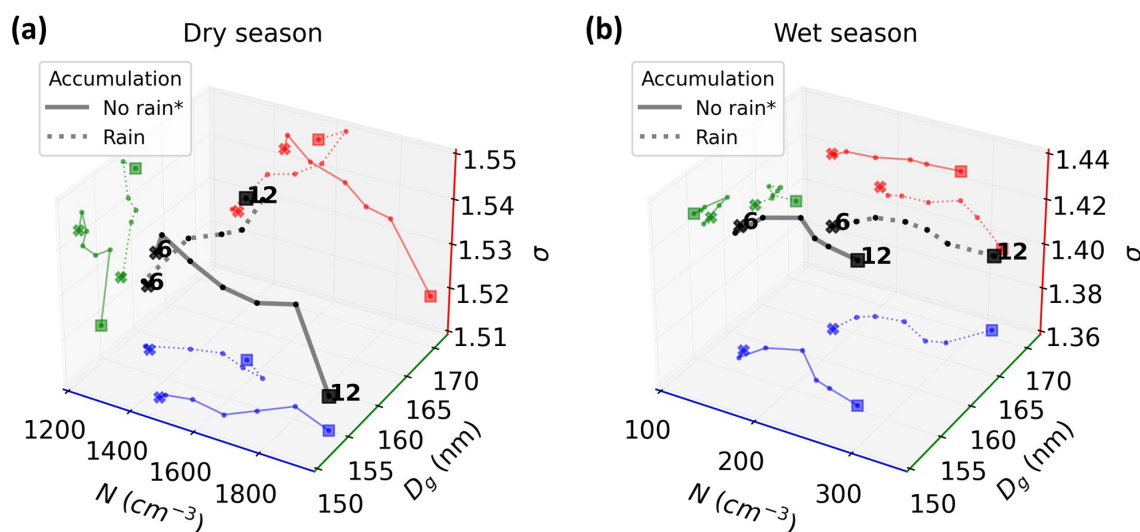 (a)
Dry season
Accumulation
No rain*
Rain
12
6
6
12
1.55
1.54
1.53
1.52
1.51
σ
1200
1400
1600
1800
N (cm⁻³)
150
155
160
165
170
D_g (nm)
(b)
Wet season
Accumulation
No rain*
Rain
6
6
12
12
1.44
1.42
1.40
1.38
1.36
σ
100
200
300
N (cm⁻³)
150
155
160
165
170
D_g (nm)